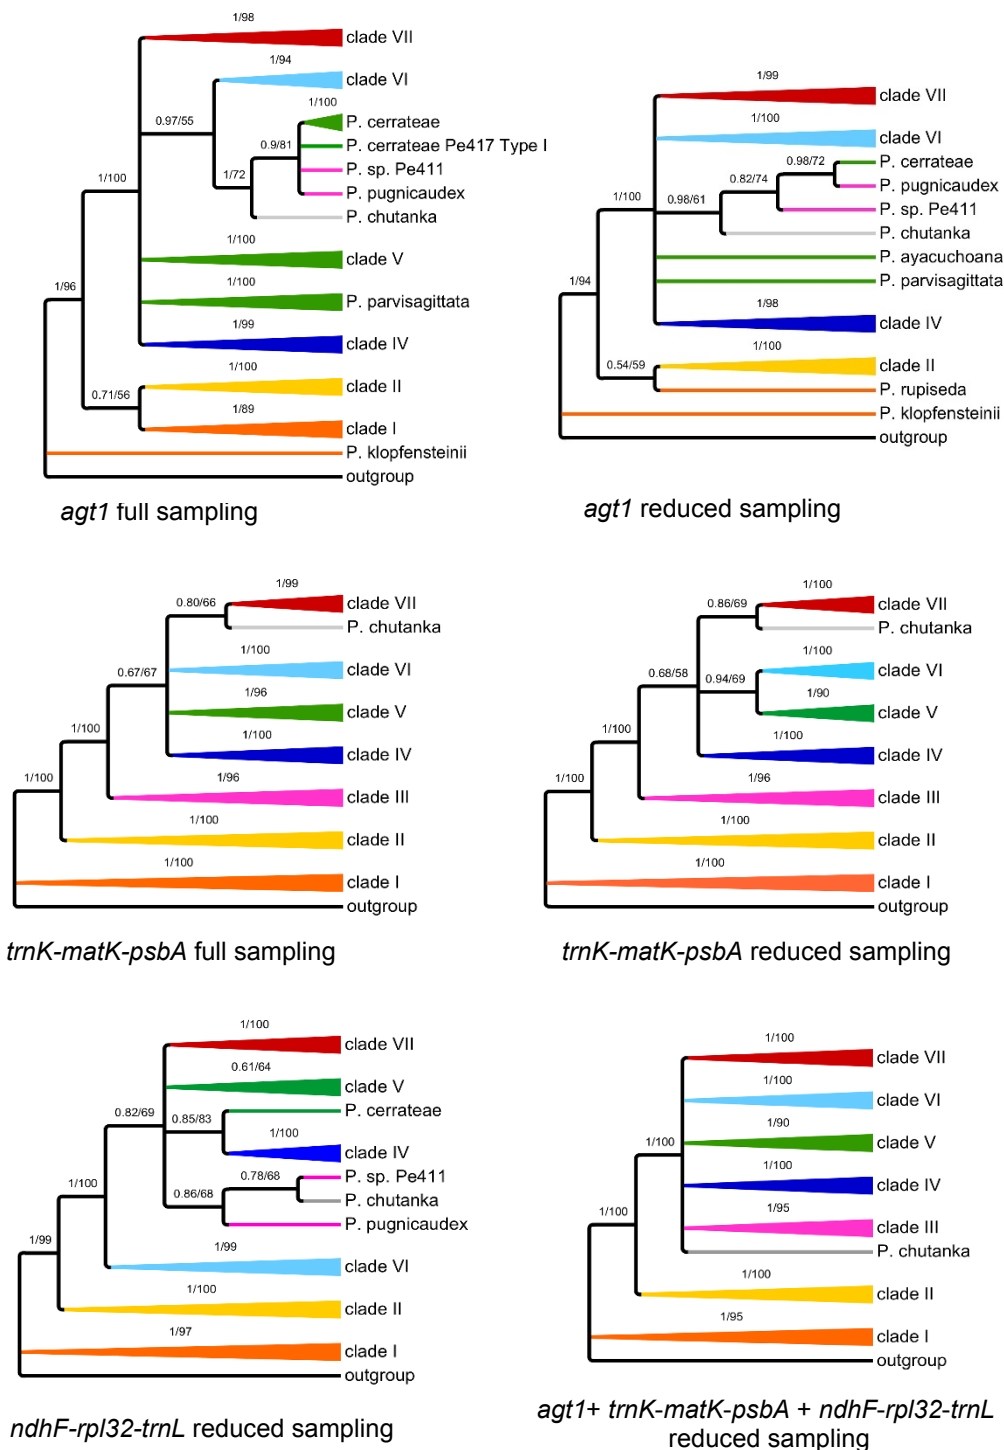 1/98
clade VII
1/94
clade VI
1/100
P. cerrateae
0.97/55
0.9/81
P. cerrateae Pe417 Type I
P. sp. Pe411
1/72
P. pugnicaudex
1/100
P. chutanka
1/100
clade V
1/100
P. parvisagittata
1/96
1/99
clade IV
1/100
clade II
0.71/56
1/89
clade I
P. klopfensteinii
outgroup
agt1 full sampling
1/99
clade VII
1/100
clade VI
0.98/72
P. cerrateae
0.82/74
P. pugnicaudex
1/100
0.98/61
P. sp. Pe411
P. chutanka
P. ayacuchoana
1/94
P. parvisagittata
1/98
clade IV
1/100
clade II
0.54/59
P. rupiseda
P. klopfensteinii
outgroup
agt1 reduced sampling
1/99
0.80/66
clade VII
P. chutanka
1/100
0.67/67
clade VI
1/96
clade V
1/100
1/100
clade IV
1/96
1/100
clade III
1/100
clade II
1/100
clade I
outgroup
trnK-matK-psbA full sampling
1/100
0.86/69
clade VII
P. chutanka
1/100
0.68/58
0.94/69
clade VI
1/90
clade V
1/100
1/100
clade IV
1/96
1/100
clade III
1/100
clade II
1/100
clade I
outgroup
trnK-matK-psbA reduced sampling
1/100
clade VII
0.61/64
clade V
0.82/69
0.85/83
P. cerrateae
1/100
clade IV
0.78/68
P. sp. Pe411
0.86/68
P. chutanka
1/100
P. pugnicaudex
1/99
1/99
clade VI
1/100
clade II
1/97
clade I
outgroup
ndhF-rpl32-trnL reduced sampling
1/100
clade VII
1/100
clade VI
1/90
clade V
1/100
1/100
clade IV
1/95
1/100
clade III
P. chutanka
1/100
clade II
1/95
clade I
outgroup
agt1+ trnK-matK-psbA + ndhF-rpl32-trnL
reduced sampling